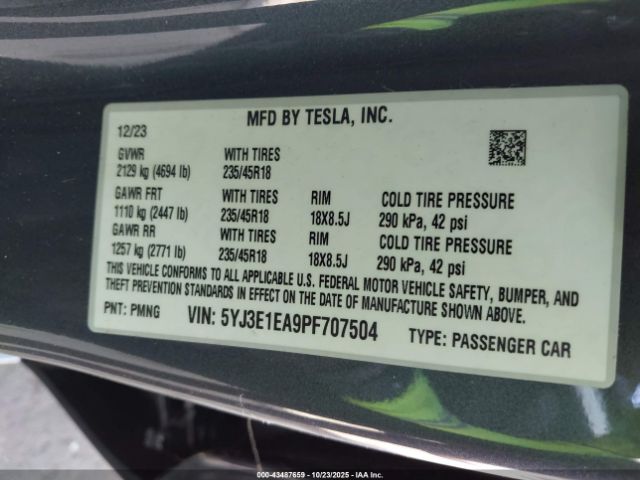 MFD BY TESLA, INC.
12/23
GVWR WITH TIRES
2129 kg (4694 lb) 235/45R18
GAWR FRT WITH TIRES RIM COLD TIRE PRESSURE
1110 kg (2447 lb) 235/45R18 18X8.5J 290 kPa, 42 psi
GAWR RR WITH TIRES RIM COLD TIRE PRESSURE
1257 kg (2771 lb) 235/45R18 18X8.5J 290 kPa, 42 psi
THIS VEHICLE CONFORMS TO ALL APPLICABLE U.S. FEDERAL MOTOR VEHICLE SAFETY, BUMPER, AND
THEFT PREVENTION STANDARDS IN EFFECT ON THE DATE OF MANUFACTURE SHOWN ABOVE.
PNT: PMNG VIN: 5YJ3E1EA9PF707504 TYPE: PASSENGER CAR
000-43487659 - 10/23/2025 - IAA Inc.